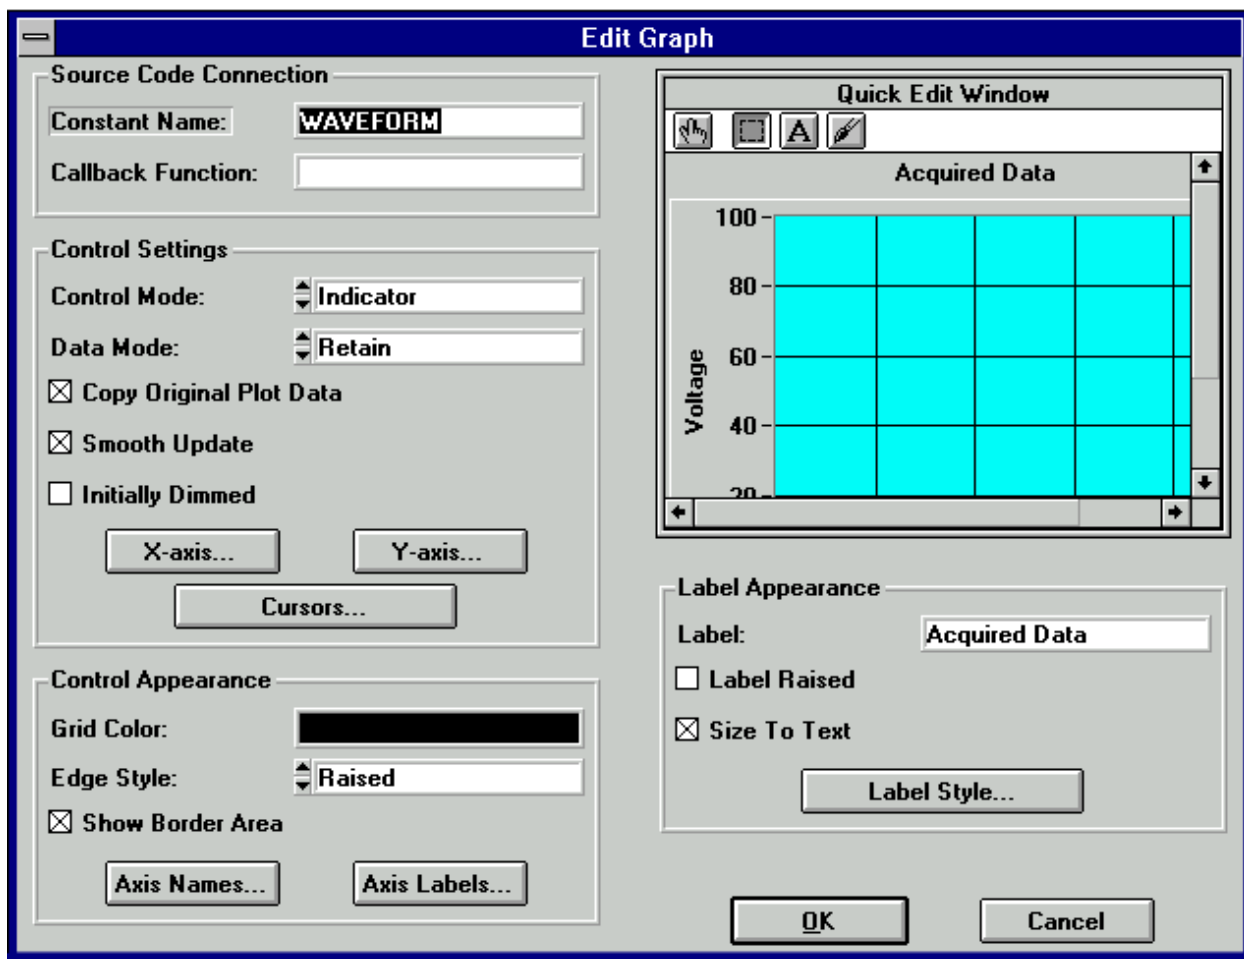 Edit Graph
Source Code Connection
Constant Name: WAVEFORM
Callback Function:
Control Settings
Control Mode: Indicator
Data Mode: Retain
Copy Original Plot Data
Smooth Update
Initially Dimmed
X-axis... Y-axis...
Cursors...
Control Appearance
Grid Color:
Edge Style: Raised
Show Border Area
Axis Names... Axis Labels...
Quick Edit Window
A
Acquired Data
100
80
60
40
20
Voltage
Label Appearance
Label: Acquired Data
Label Raised
Size To Text
Label Style...
OK Cancel